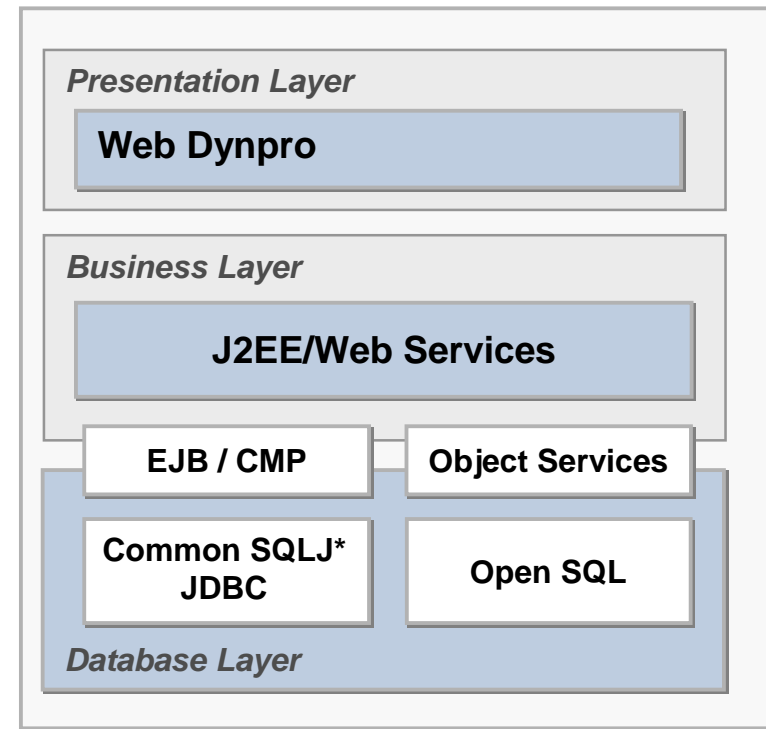 Presentation Layer
Web Dynpro
Business Layer
J2EE/Web Services
EJB / CMP
Object Services
Common SQLJ*
JDBC
Open SQL
Database Layer